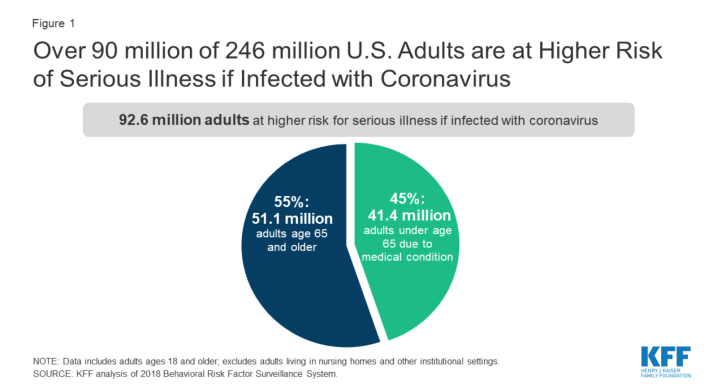 Figure 1
Over 90 million of 246 million U.S. Adults are at Higher Risk
of Serious Illness if Infected with Coronavirus
92.6 million adults at higher risk for serious illness if infected with coronavirus
55%:
51.1 million
adults age 65
and older
45%:
41.4 million
adults under age
65 due to
medical condition
NOTE: Data includes adults ages 18 and older, excludes adults living in nursing homes and other institutional settings.
SOURCE: KFF analysis of 2018 Behavioral Risk Factor Surveillance System.
KFF
HENRY J KAISER
FAMILY FOUNDATION